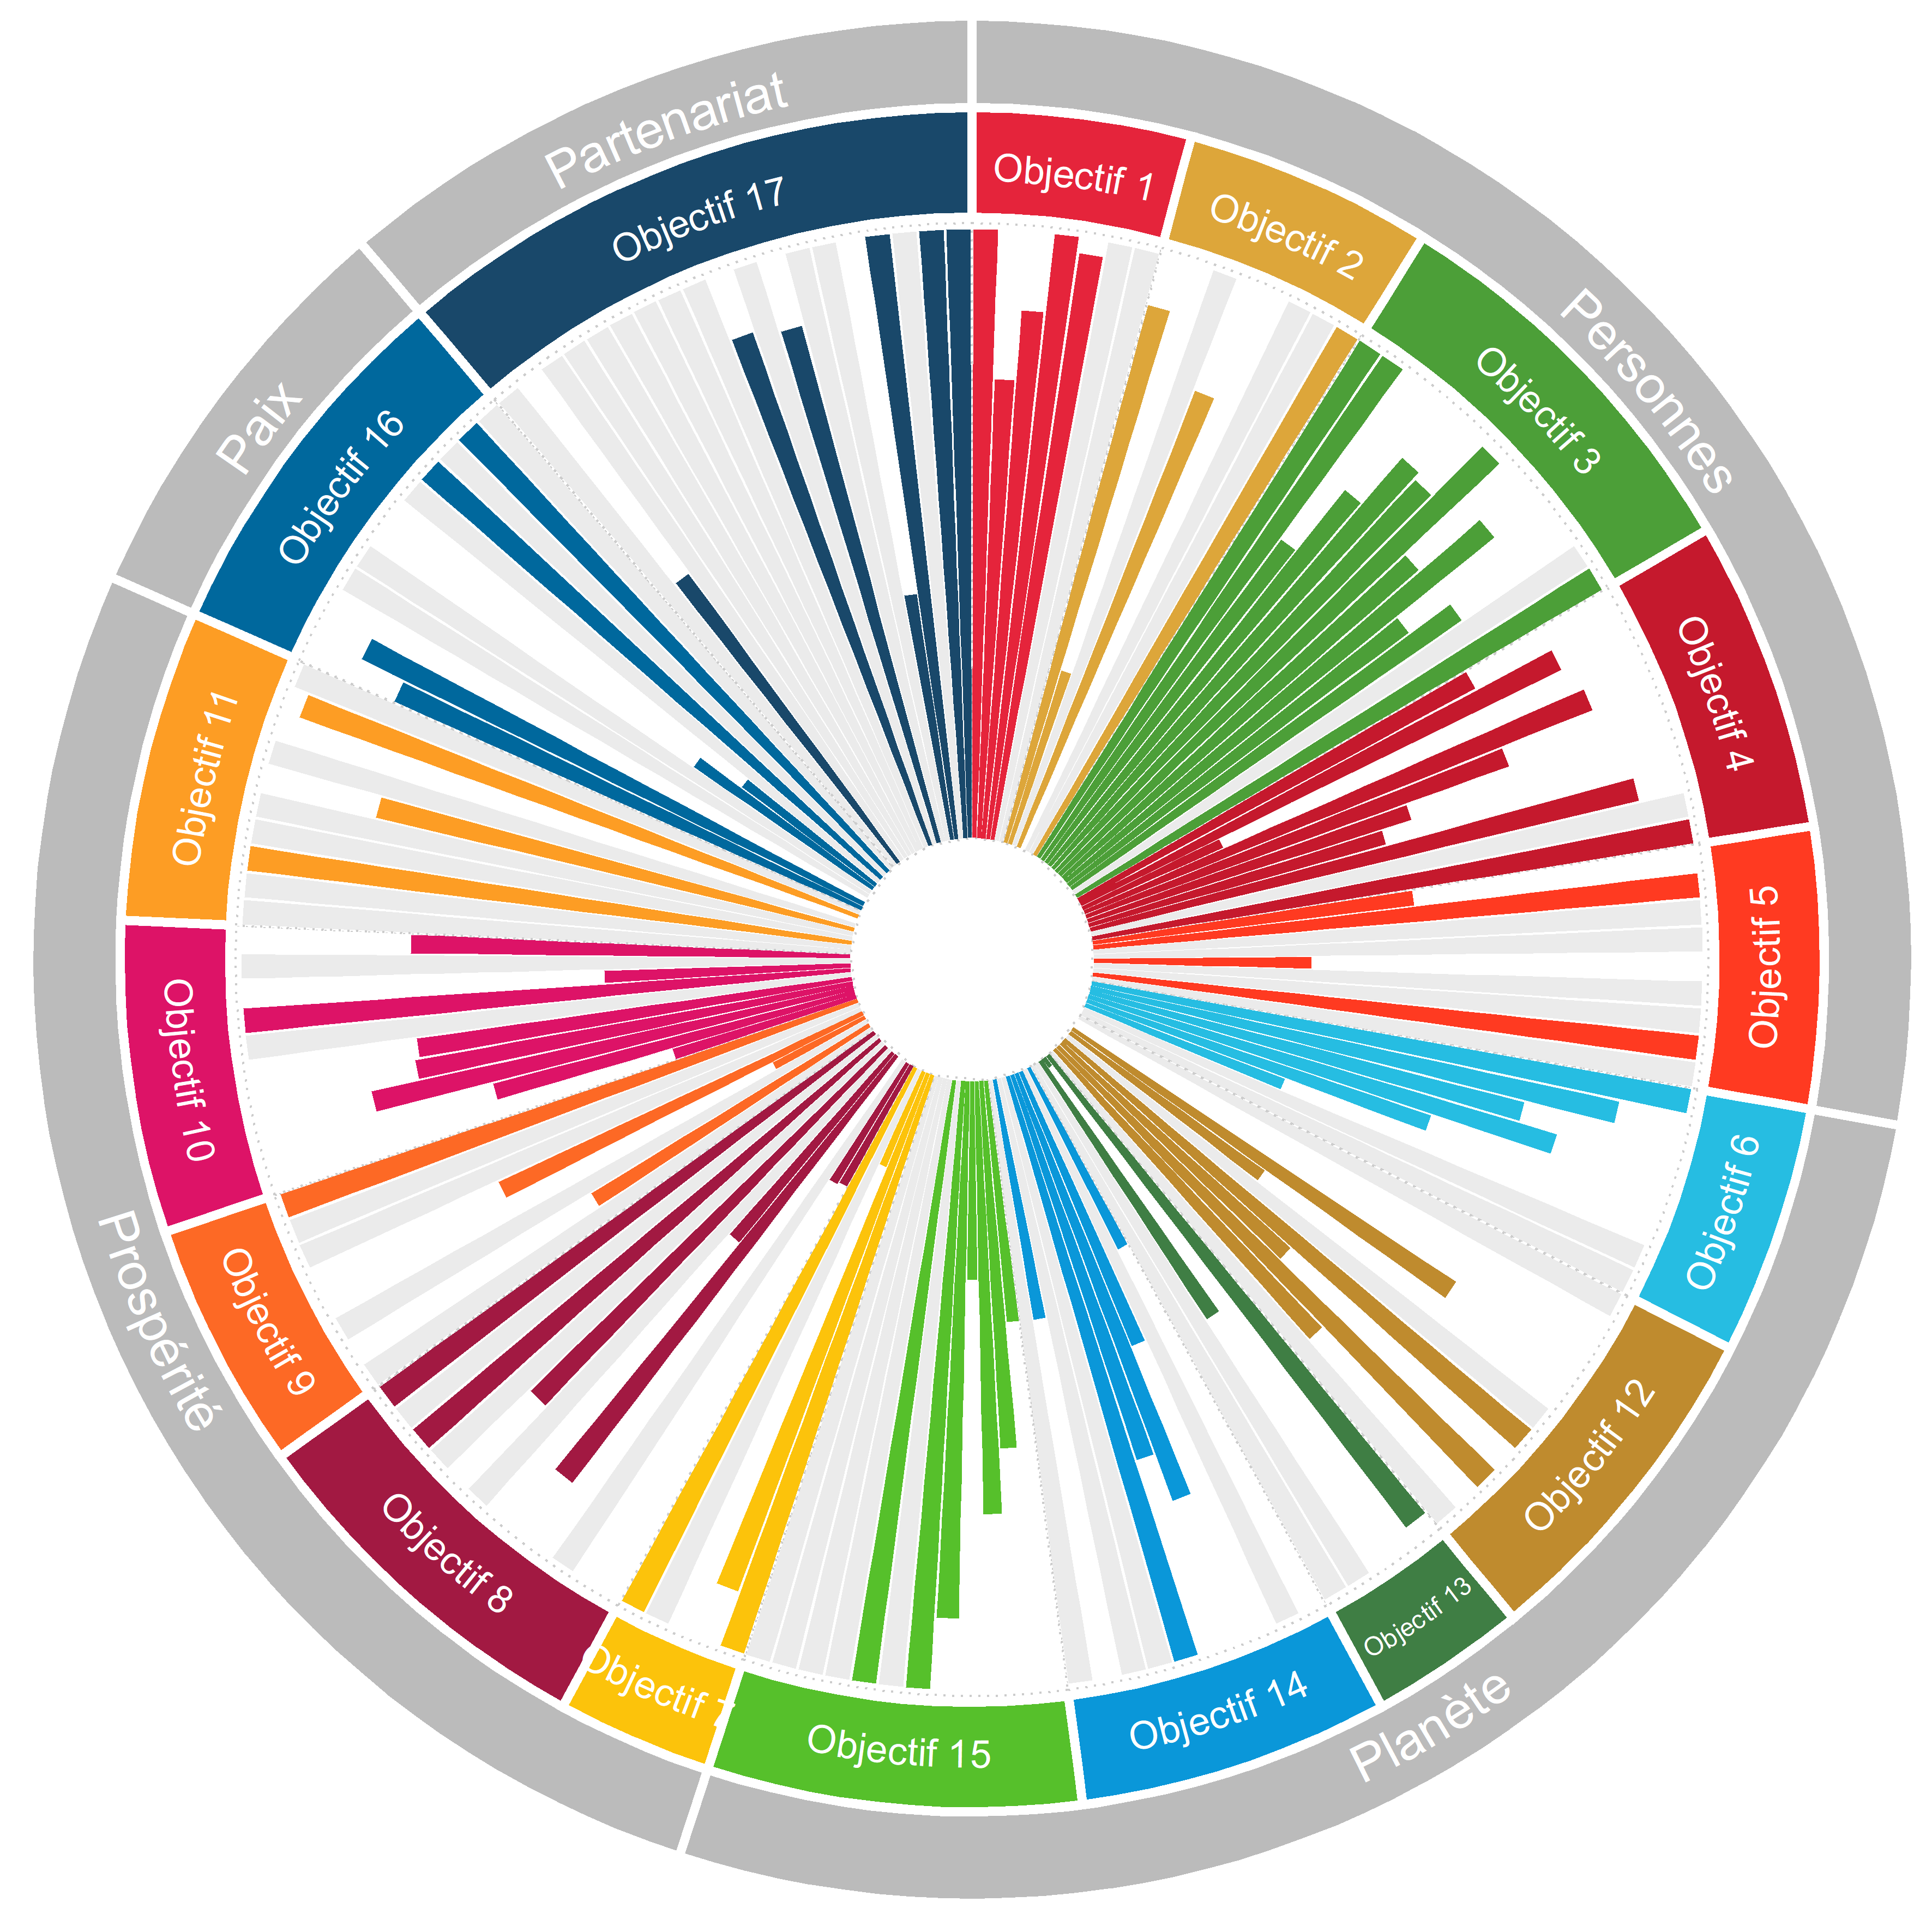 Personnes
Objectif 1
Objectif 2
Objectif 3
Objectif 4
Objectif 5
Planète
Objectif 6
Objectif 12
Objectif 13
Objectif 14
Objectif 15
Prospérité
Objectif 7
Objectif 8
Objectif 9
Objectif 10
Objectif 11
Paix
Objectif 16
Partenariat
Objectif 17